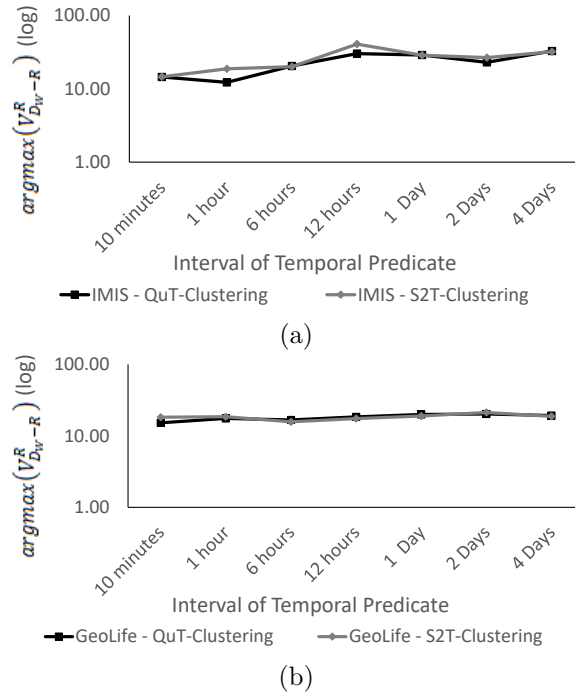 argmax(V^R_{D_W−R}) (log)
100.00
10.00
1.00
10 minutes
1 hour
6 hours
12 hours
1 Day
2 Days
4 Days
Interval of Temporal Predicate
IMIS - QuT-Clustering IMIS - S2T-Clustering
(a)
argmax(V^R_{D_W−R}) (log)
100.00
10.00
1.00
10 minutes
1 hour
6 hours
12 hours
1 Day
2 Days
4 Days
Interval of Temporal Predicate
GeoLife - QuT-Clustering GeoLife - S2T-Clustering
(b)